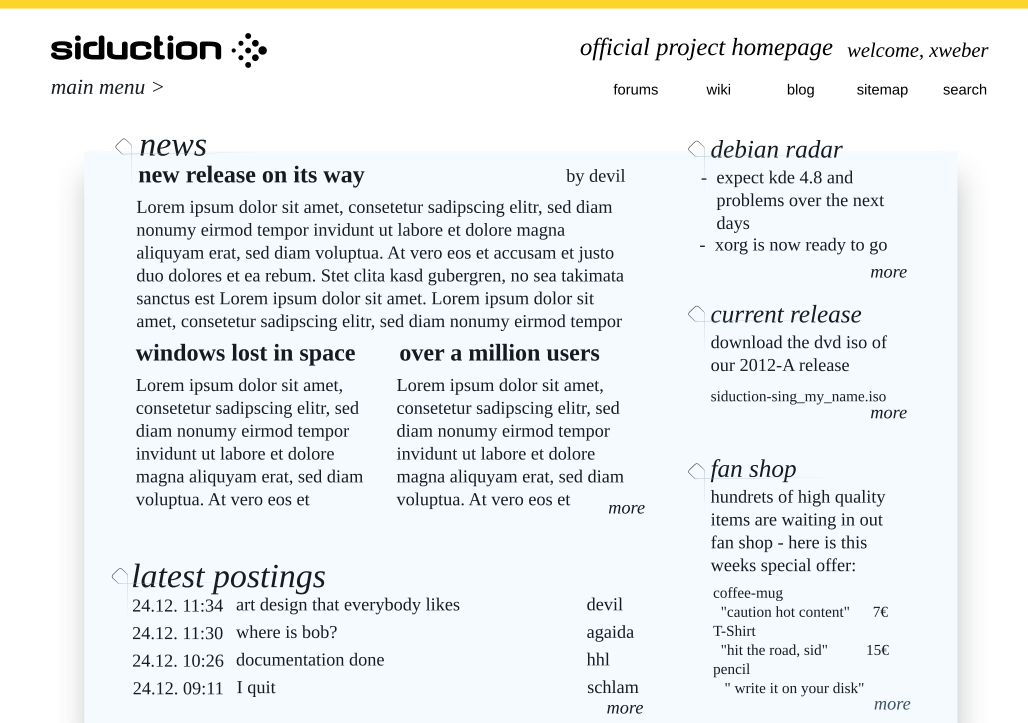 siduction
official project homepage welcome, xweber
main menu >
forums wiki blog sitemap search
news
new release on its way by devil
Lorem ipsum dolor sit amet, consetetur sadipscing elitr, sed diam
nonumy eirmod tempor invidunt ut labore et dolore magna
aliquyam erat, sed diam voluptua. At vero eos et accusam et justo
duo dolores et ea rebum. Stet clita kasd gubergren, no sea takimata
sanctus est Lorem ipsum dolor sit amet. Lorem ipsum dolor sit
amet, consetetur sadipscing elitr, sed diam nonumy eirmod tempor
windows lost in space
Lorem ipsum dolor sit amet,
consetetur sadipscing elitr, sed
diam nonumy eirmod tempor
invidunt ut labore et dolore
magna aliquyam erat, sed diam
voluptua. At vero eos et
over a million users
Lorem ipsum dolor sit amet,
consetetur sadipscing elitr, sed
diam nonumy eirmod tempor
invidunt ut labore et dolore
magna aliquyam erat, sed diam
voluptua. At vero eos et
more
latest postings
24.12. 11:34 art design that everybody likes devil
24.12. 11:30 where is bob? agaida
24.12. 10:26 documentation done hhl
24.12. 09:11 I quit schlam
more
debian radar
- expect kde 4.8 and
problems over the next
days
- xorg is now ready to go
more
current release
download the dvd iso of
our 2012-A release
siduction-sing_my_name.iso
more
fan shop
hundrets of high quality
items are waiting in out
fan shop - here is this
weeks special offer:
coffee-mug
"caution hot content" 7€
T-Shirt
"hit the road, sid" 15€
pencil
" write it on your disk"
more